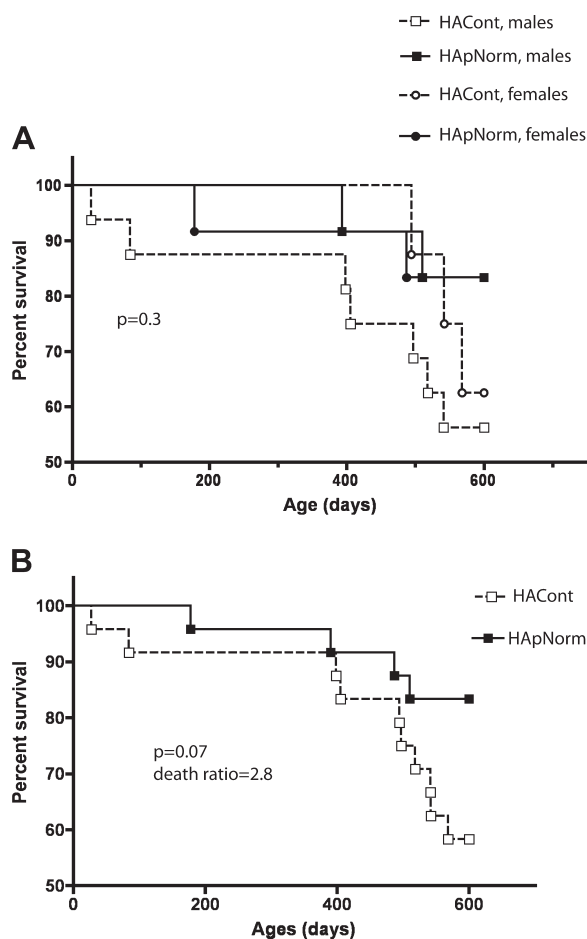 HACont, males
HApNorm, males
HACont, females
HApNorm, females
A
100
90
80
70
60
50
Percent survival
p=0.3
0
200
400
600
Age (days)
B
HACont
HApNorm
100
90
80
70
60
50
Percent survival
p=0.07
death ratio=2.8
0
200
400
600
Ages (days)